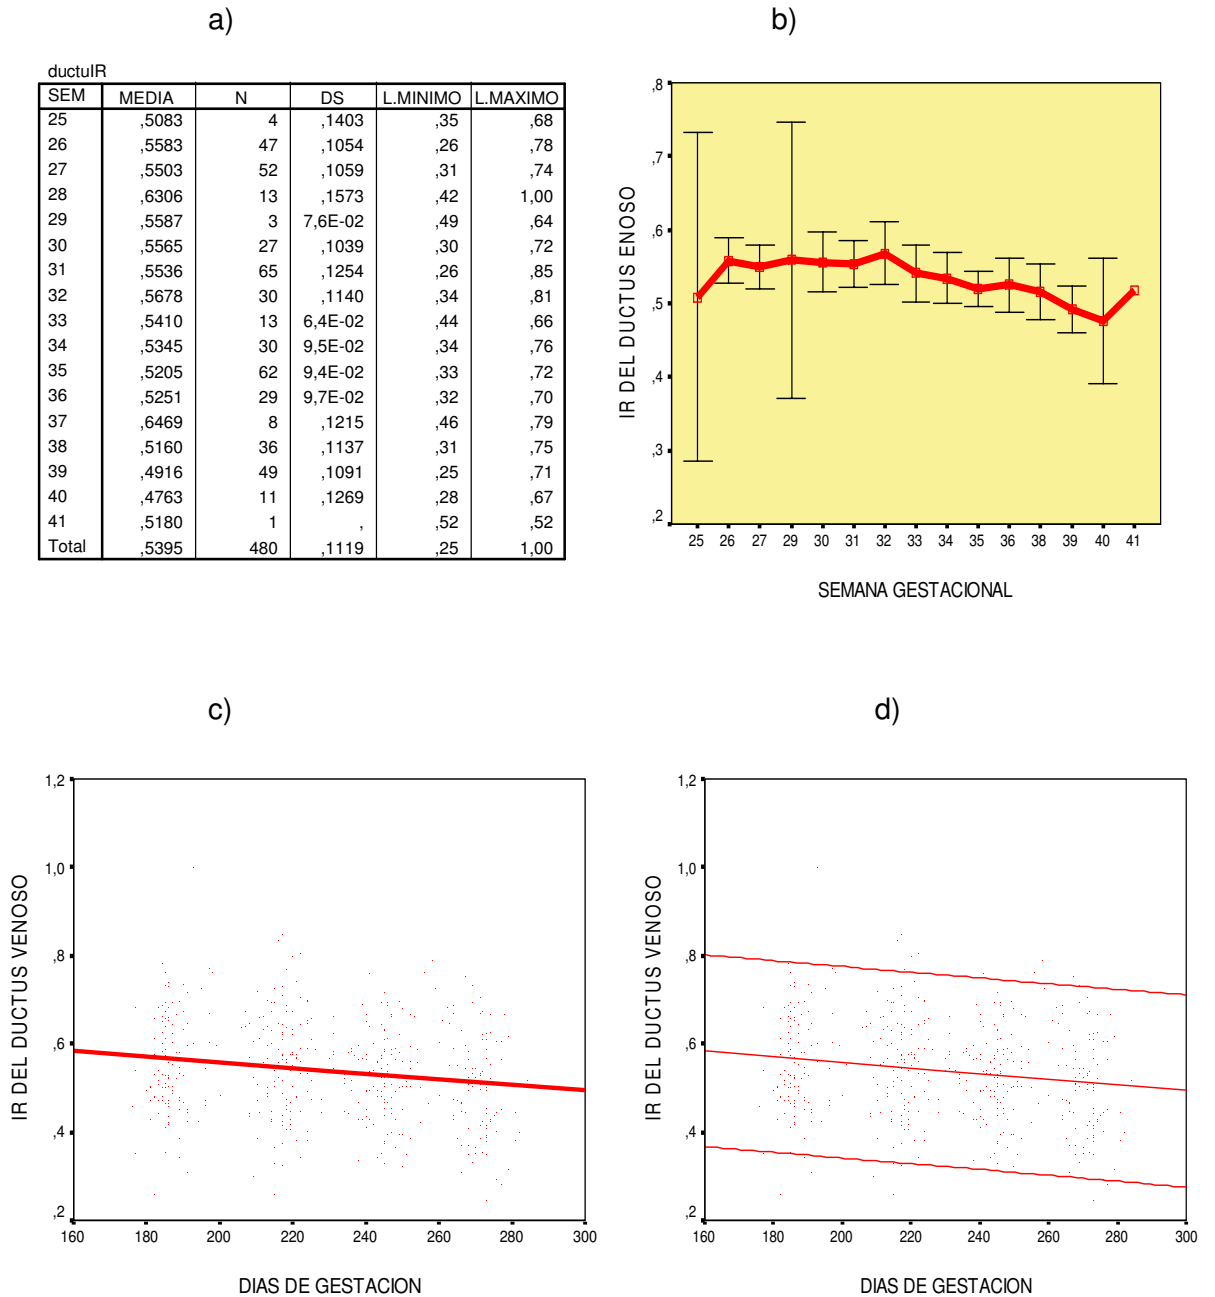 a)
b)
ductuIR
SEM MEDIA N DS L.MINIMO L.MAXIMO
25 ,5083 4 ,1403 ,35 ,68
26 ,5583 47 ,1054 ,26 ,78
27 ,5503 52 ,1059 ,31 ,74
28 ,6306 13 ,1573 ,42 1,00
29 ,5587 3 7,6E-02 ,49 ,64
30 ,5565 27 ,1039 ,30 ,72
31 ,5536 65 ,1254 ,26 ,85
32 ,5678 30 ,1140 ,34 ,81
33 ,5410 13 6,4E-02 ,44 ,66
34 ,5345 30 9,5E-02 ,34 ,76
35 ,5205 62 9,4E-02 ,33 ,72
36 ,5251 29 9,7E-02 ,32 ,70
37 ,6469 8 ,1215 ,46 ,79
38 ,5160 36 ,1137 ,31 ,75
39 ,4916 49 ,1091 ,25 ,71
40 ,4763 11 ,1269 ,28 ,67
41 ,5180 1 , ,52 ,52
Total ,5395 480 ,1119 ,25 1,00
IR DEL DUCTUS ENOSO
,8
,7
,6
,5
,4
,3
,2
25 26 27 29 30 31 32 33 34 35 36 38 39 40 41
SEMANA GESTACIONAL
c)
d)
IR DEL DUCTUS VENOSO
1,2
1,0
,8
,6
,4
,2
160 180 200 220 240 260 280 300
DIAS DE GESTACION
IR DEL DUCTUS VENOSO
1,2
1,0
,8
,6
,4
,2
160 180 200 220 240 260 280 300
DIAS DE GESTACION